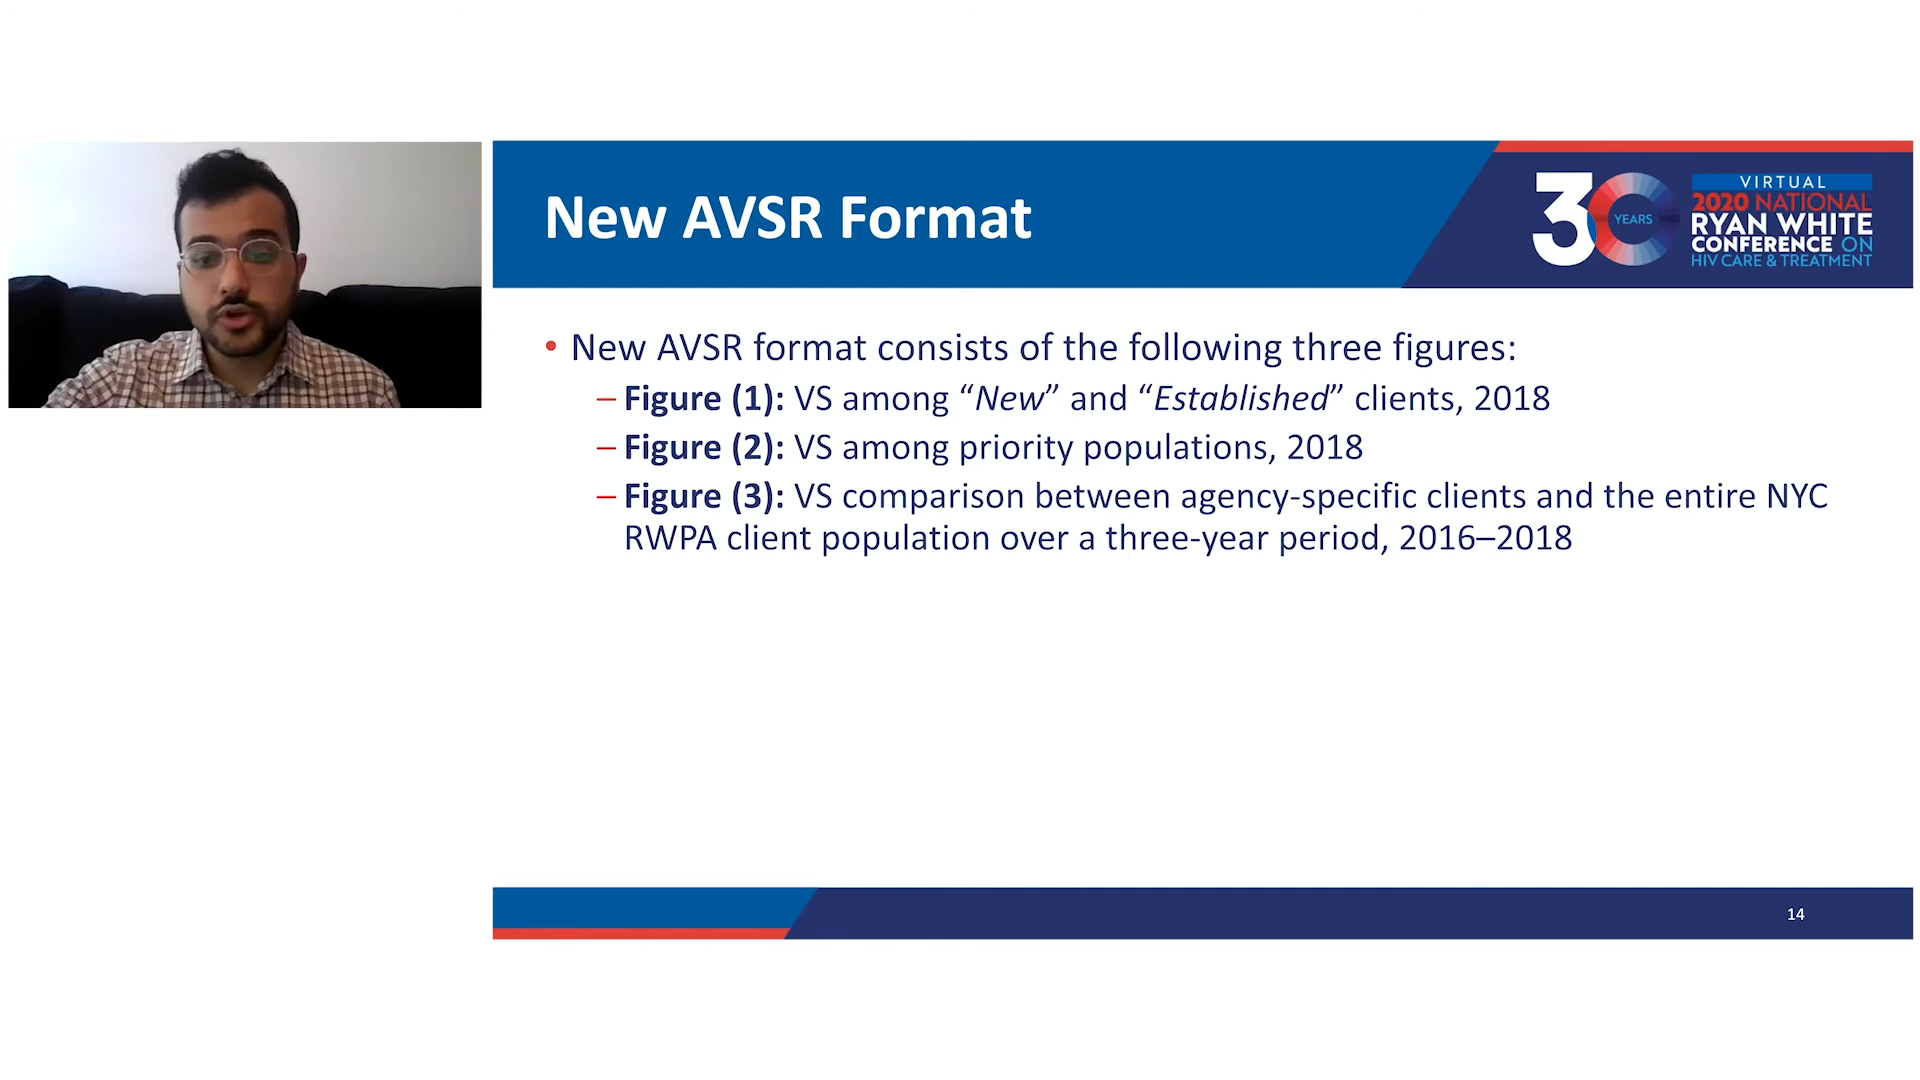 New AVSR Format
30
YEARS
VIRTUAL
2020 NATIONAL
RYAN WHITE
CONFERENCE ON
HIV CARE & TREATMENT
• New AVSR format consists of the following three figures:
– Figure (1): VS among “New” and “Established” clients, 2018
– Figure (2): VS among priority populations, 2018
– Figure (3): VS comparison between agency-specific clients and the entire NYC
RWPA client population over a three-year period, 2016–2018
14